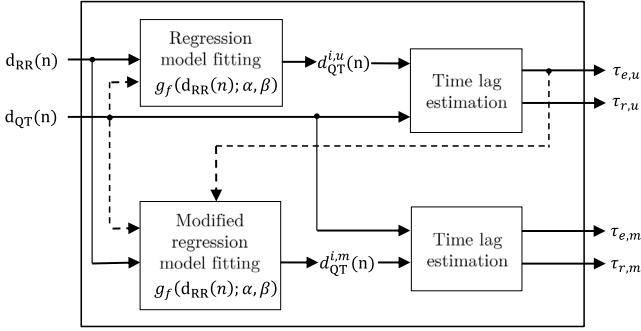 d_RR(n)
Regression
model fitting
g_f(d_RR(n); α, β)
d_QT^{i,u}(n)
Time lag
estimation
τ_{e,u}
τ_{r,u}
d_QT(n)
Modified
regression
model fitting
g_f(d_RR(n); α, β)
d_QT^{i,m}(n)
Time lag
estimation
τ_{e,m}
τ_{r,m}